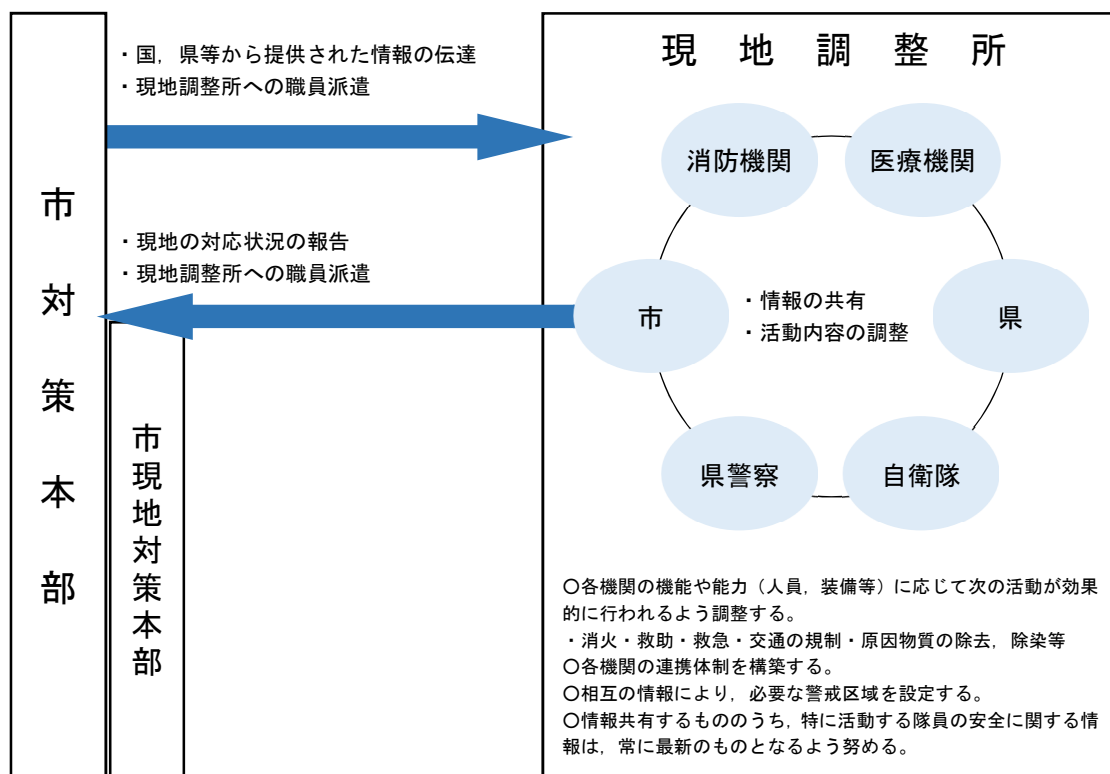 市対策本部
市現地対策本部
・国，県等から提供された情報の伝達
・現地調整所への職員派遣
・現地の対応状況の報告
・現地調整所への職員派遣
現地調整所
消防機関
医療機関
市
・情報の共有
・活動内容の調整
県
県警察
自衛隊
〇各機関の機能や能力（人員，装備等）に応じて次の活動が効果
的に行われるよう調整する。
・消火・救助・救急・交通の規制・原因物質の除去，除染等
〇各機関の連携体制を構築する。
〇相互の情報により，必要な警戒区域を設定する。
〇情報共有するもののうち，特に活動する隊員の安全に関する情
報は，常に最新のものとなるよう努める。